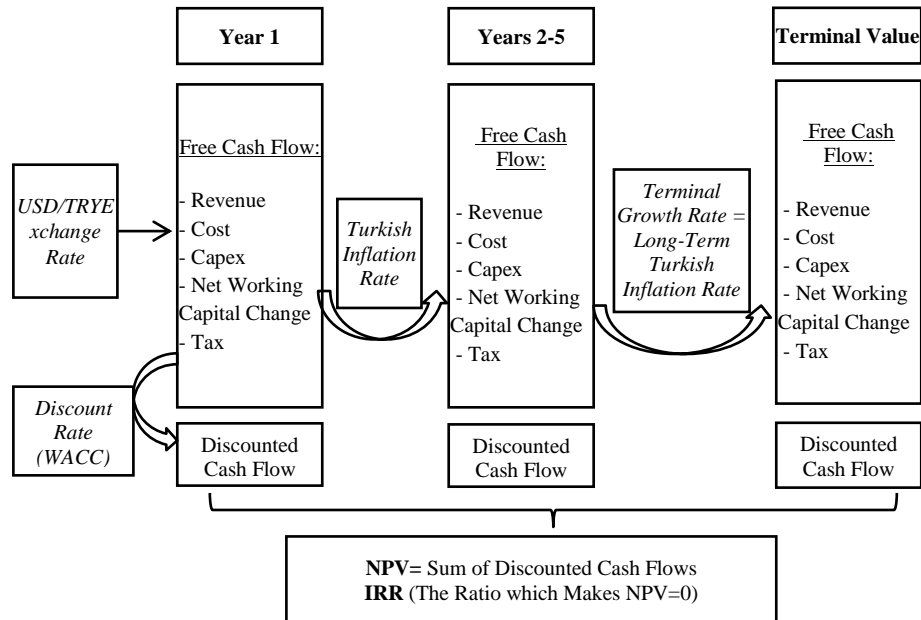 Year 1
Years 2-5
Terminal Value
USD/TRYE
xchange
Rate
Free Cash Flow:
- Revenue
- Cost
- Capex
- Net Working
Capital Change
- Tax
Turkish
Inflation
Rate
Free Cash
Flow:
- Revenue
- Cost
- Capex
- Net Working
Capital Change
- Tax
Terminal
Growth Rate =
Long-Term
Turkish
Inflation Rate
Free Cash
Flow:
- Revenue
- Cost
- Capex
- Net Working
Capital Change
- Tax
Discount
Rate
(WACC)
Discounted
Cash Flow
Discounted
Cash Flow
Discounted
Cash Flow
NPV= Sum of Discounted Cash Flows
IRR (The Ratio which Makes NPV=0)